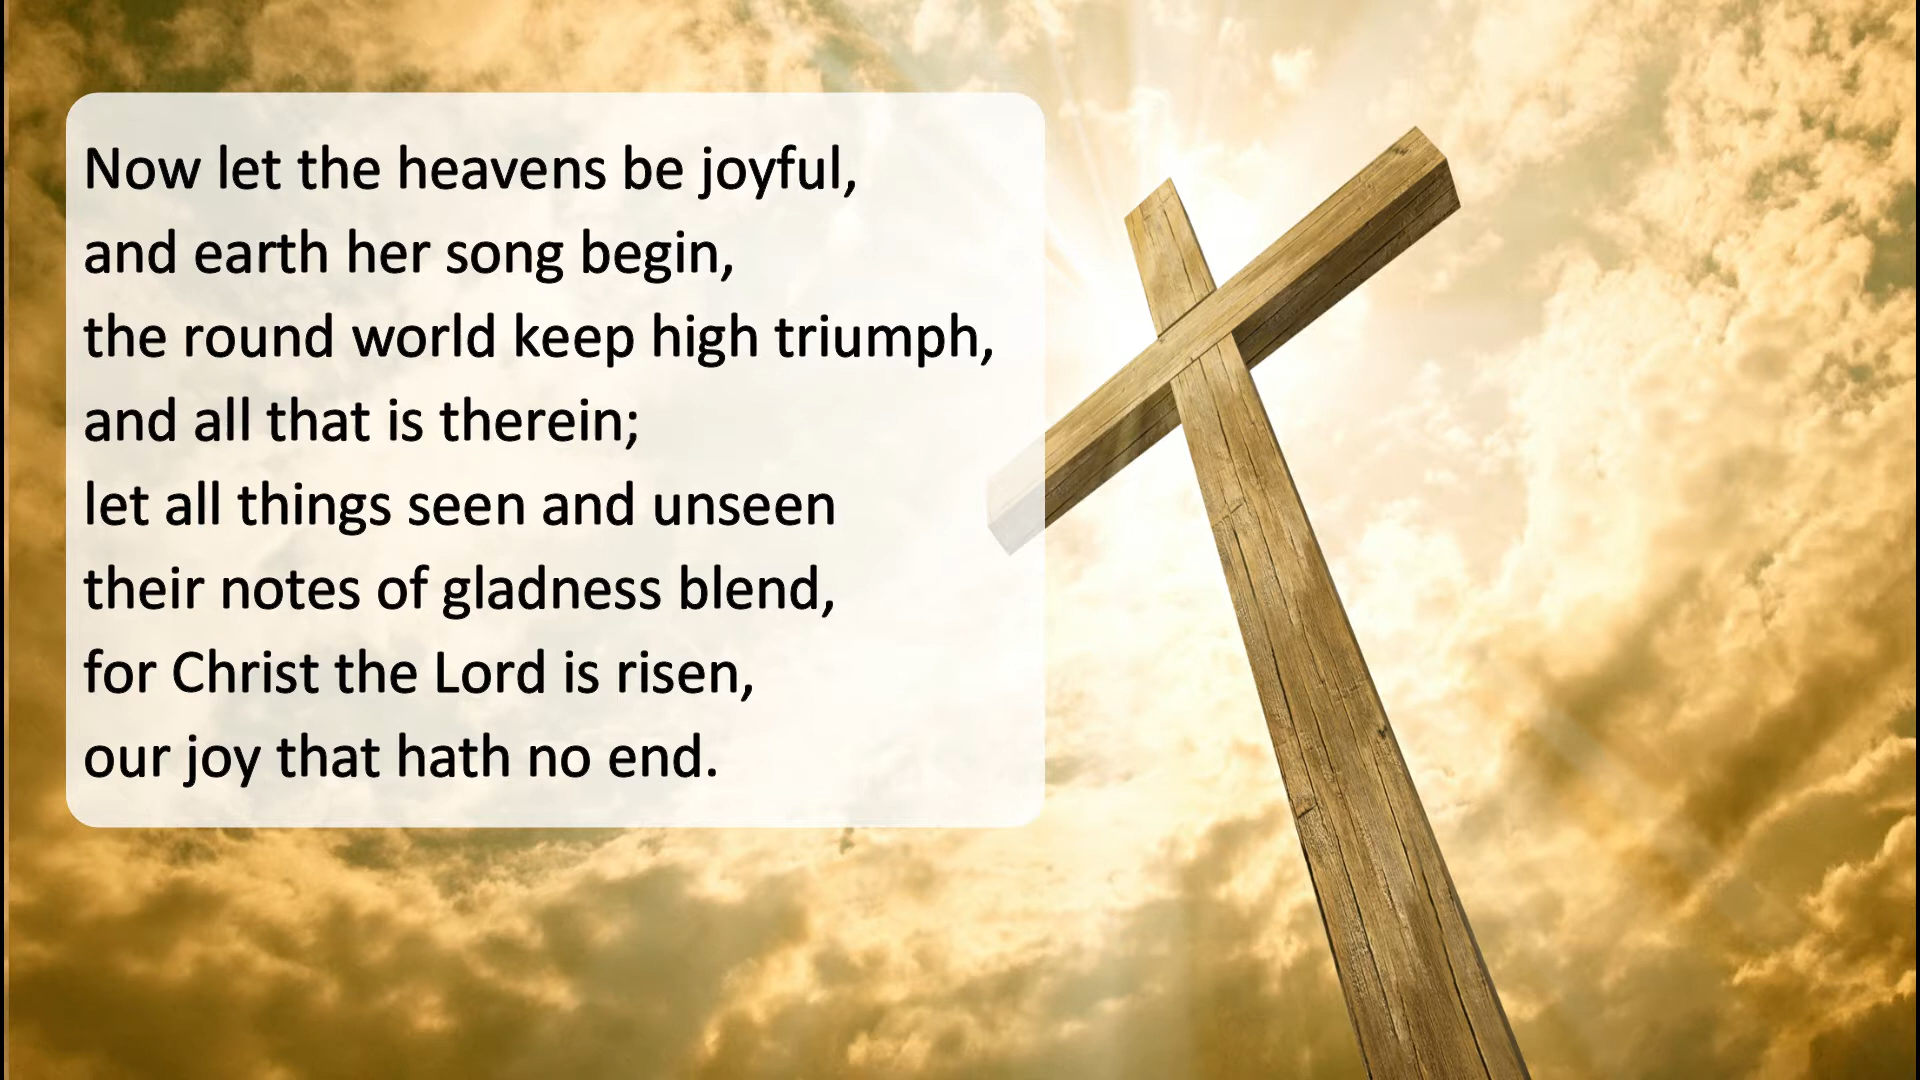 Now let the heavens be joyful,
and earth her song begin,
the round world keep high triumph,
and all that is therein;
let all things seen and unseen
their notes of gladness blend,
for Christ the Lord is risen,
our joy that hath no end.